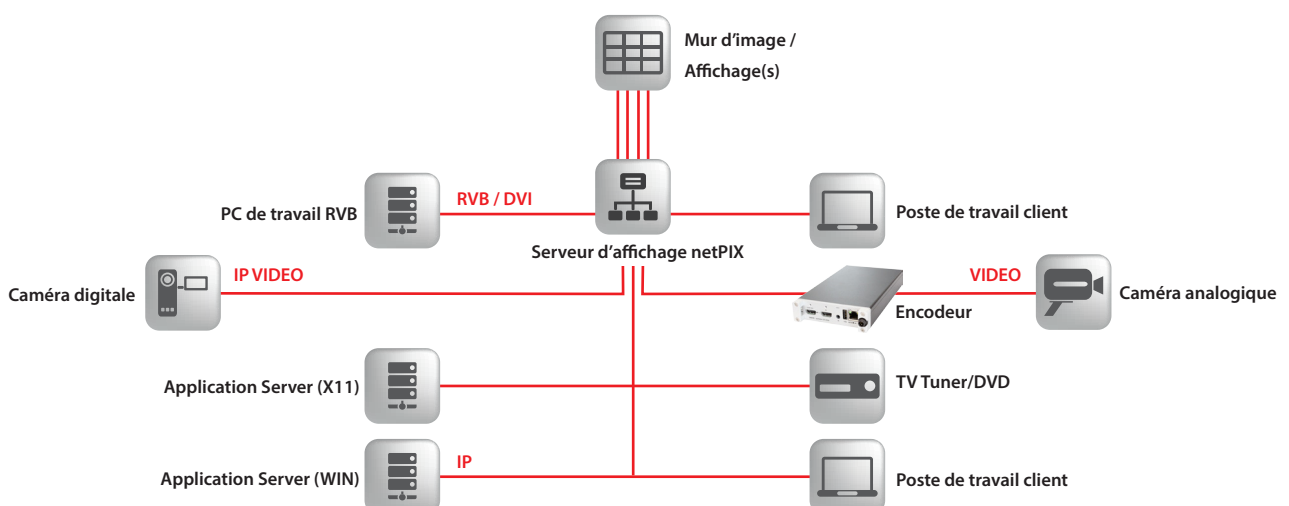 Mur d'image /
Affichage(s)
PC de travail RVB
RVB / DVI
Poste de travail client
Serveur d'affichage netPIX
Caméra digitale
IP VIDEO
Encodeur
VIDEO
Caméra analogique
Application Server (X11)
TV Tuner/DVD
Application Server (WIN)
IP
Poste de travail client